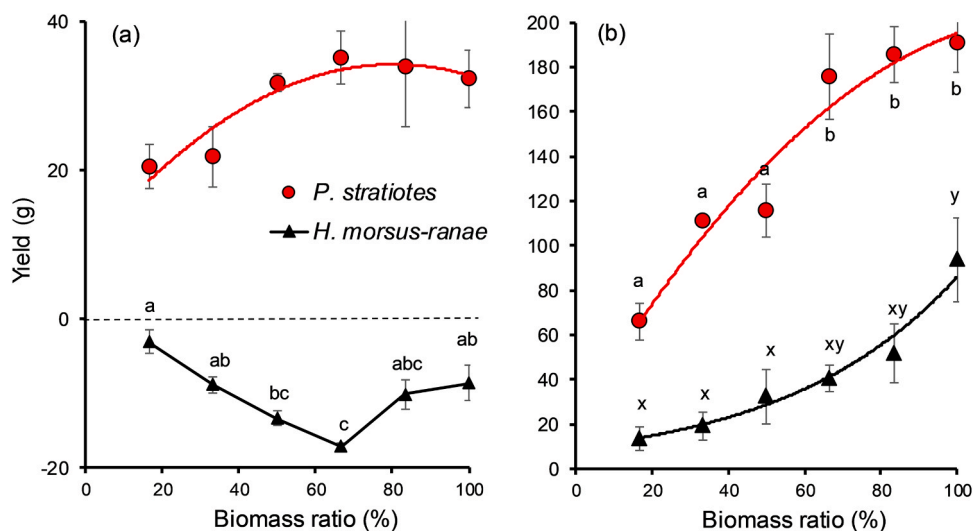 (a)
Yield (g)
40
20
0
-20
P. stratiotes
H. morsus-ranae
a
ab
bc
c
abc
ab
0 20 40 60 80 100
Biomass ratio (%)
(b)
200
180
160
140
120
100
80
60
40
20
0
a
a
a
b
b
b
x
x
x
xy
xy
y
0 20 40 60 80 100
Biomass ratio (%)